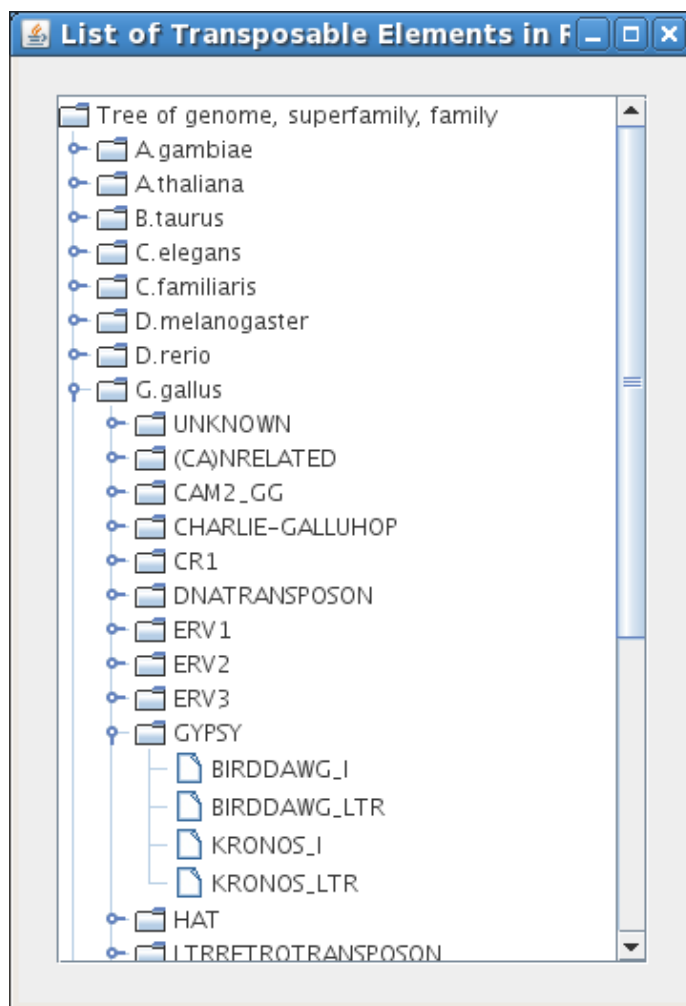 List of Transposable Elements in R
Tree of genome, superfamily, family
A.gambiae
A.thaliana
B.taurus
C.elegans
C.familiaris
D.melanogaster
D.rerio
G.gallus
UNKNOWN
(CA)NRELATED
CAM2_GG
CHARLIE-GALLUHOP
CR1
DNATRANSPOSON
ERV1
ERV2
ERV3
GYPSY
BIRDDAWG_I
BIRDDAWG_LTR
KRONOS_I
KRONOS_LTR
HAT
LTRRETROTRANSPOSON